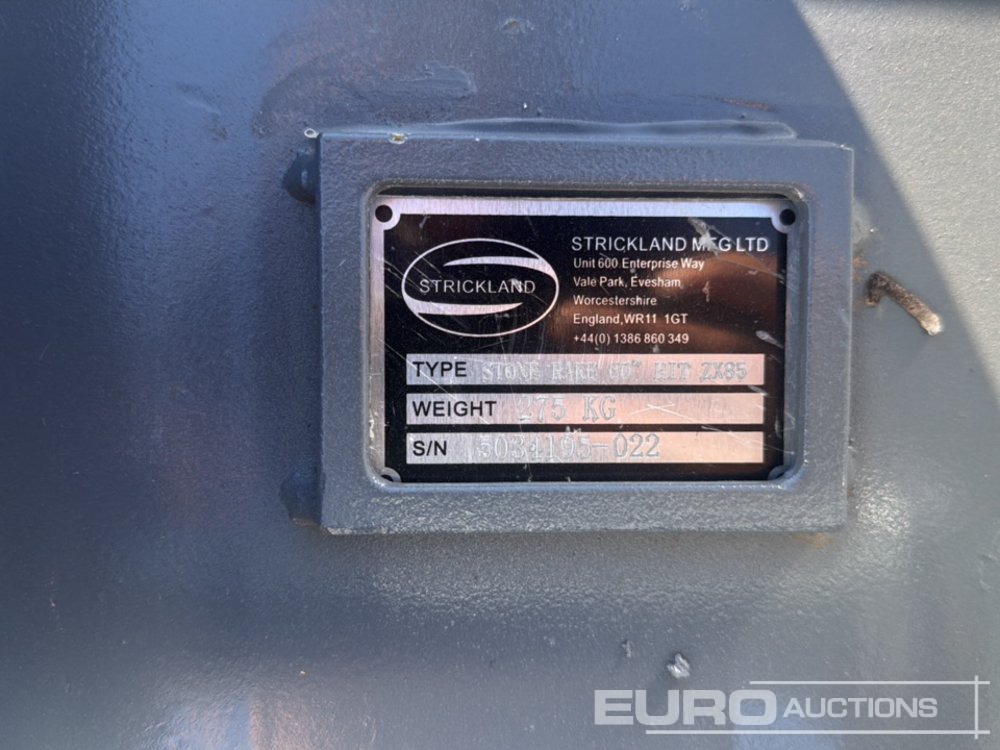 STRICKLAND
STRICKLAND MFG LTD
Unit 600 Enterprise Way
Vale Park, Evesham
Worcestershire
England,WR11 1GT
+44(0) 1386 860 349
TYPE STONE RAKE 60" HIT ZX85
WEIGHT 275 KG
S/N 5034195-022
EURO AUCTIONS